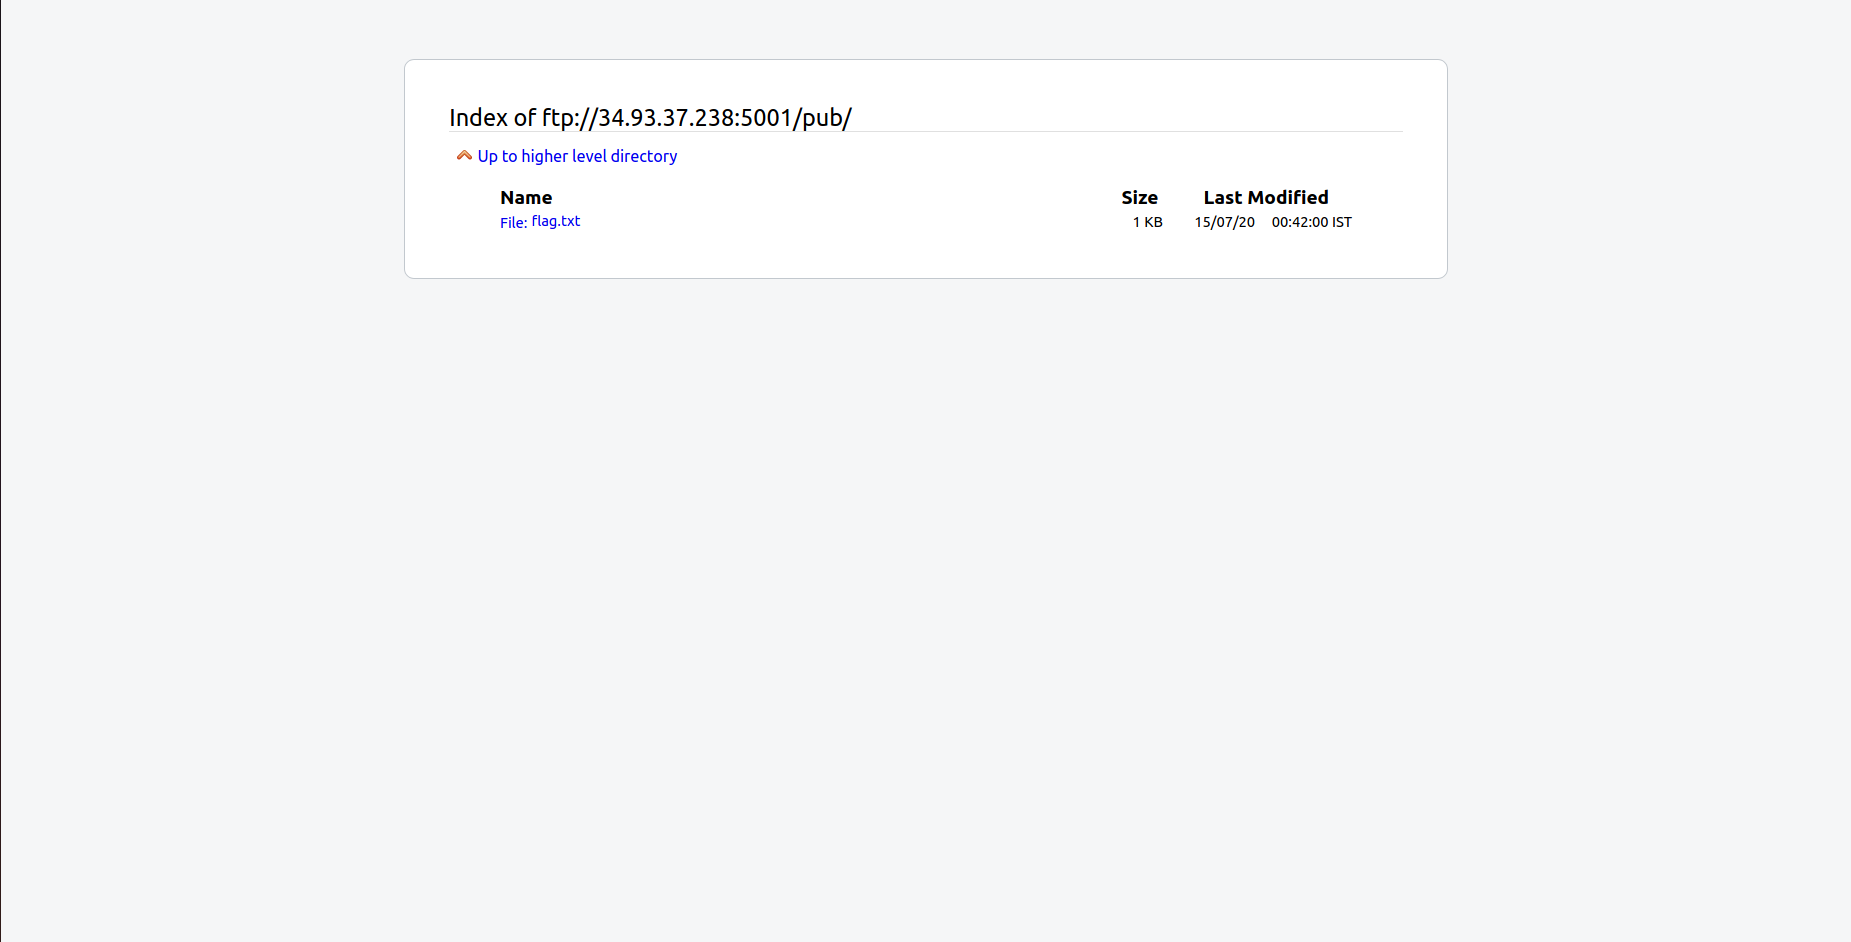 Index of ftp://34.93.37.238:5001/pub/
Up to higher level directory
Name Size Last Modified
File: flag.txt 1 KB 15/07/20 00:42:00 IST